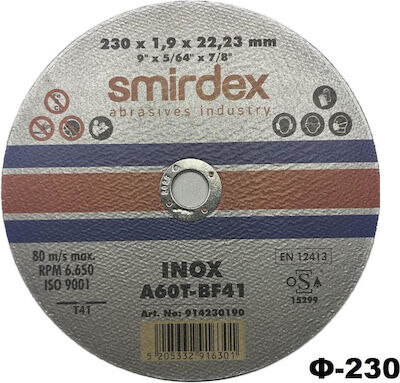 230 x 1,9 x 22,23 mm
9" x 5/64" x 7/8"
smirdex
abrasives industry
80 m/s max.
RPM 6.650
ISO 9001
T41
INOX
A60T-BF41
Art. No: 914230190
5 205332 916301
EN 12413
oSA
15299
Φ-230